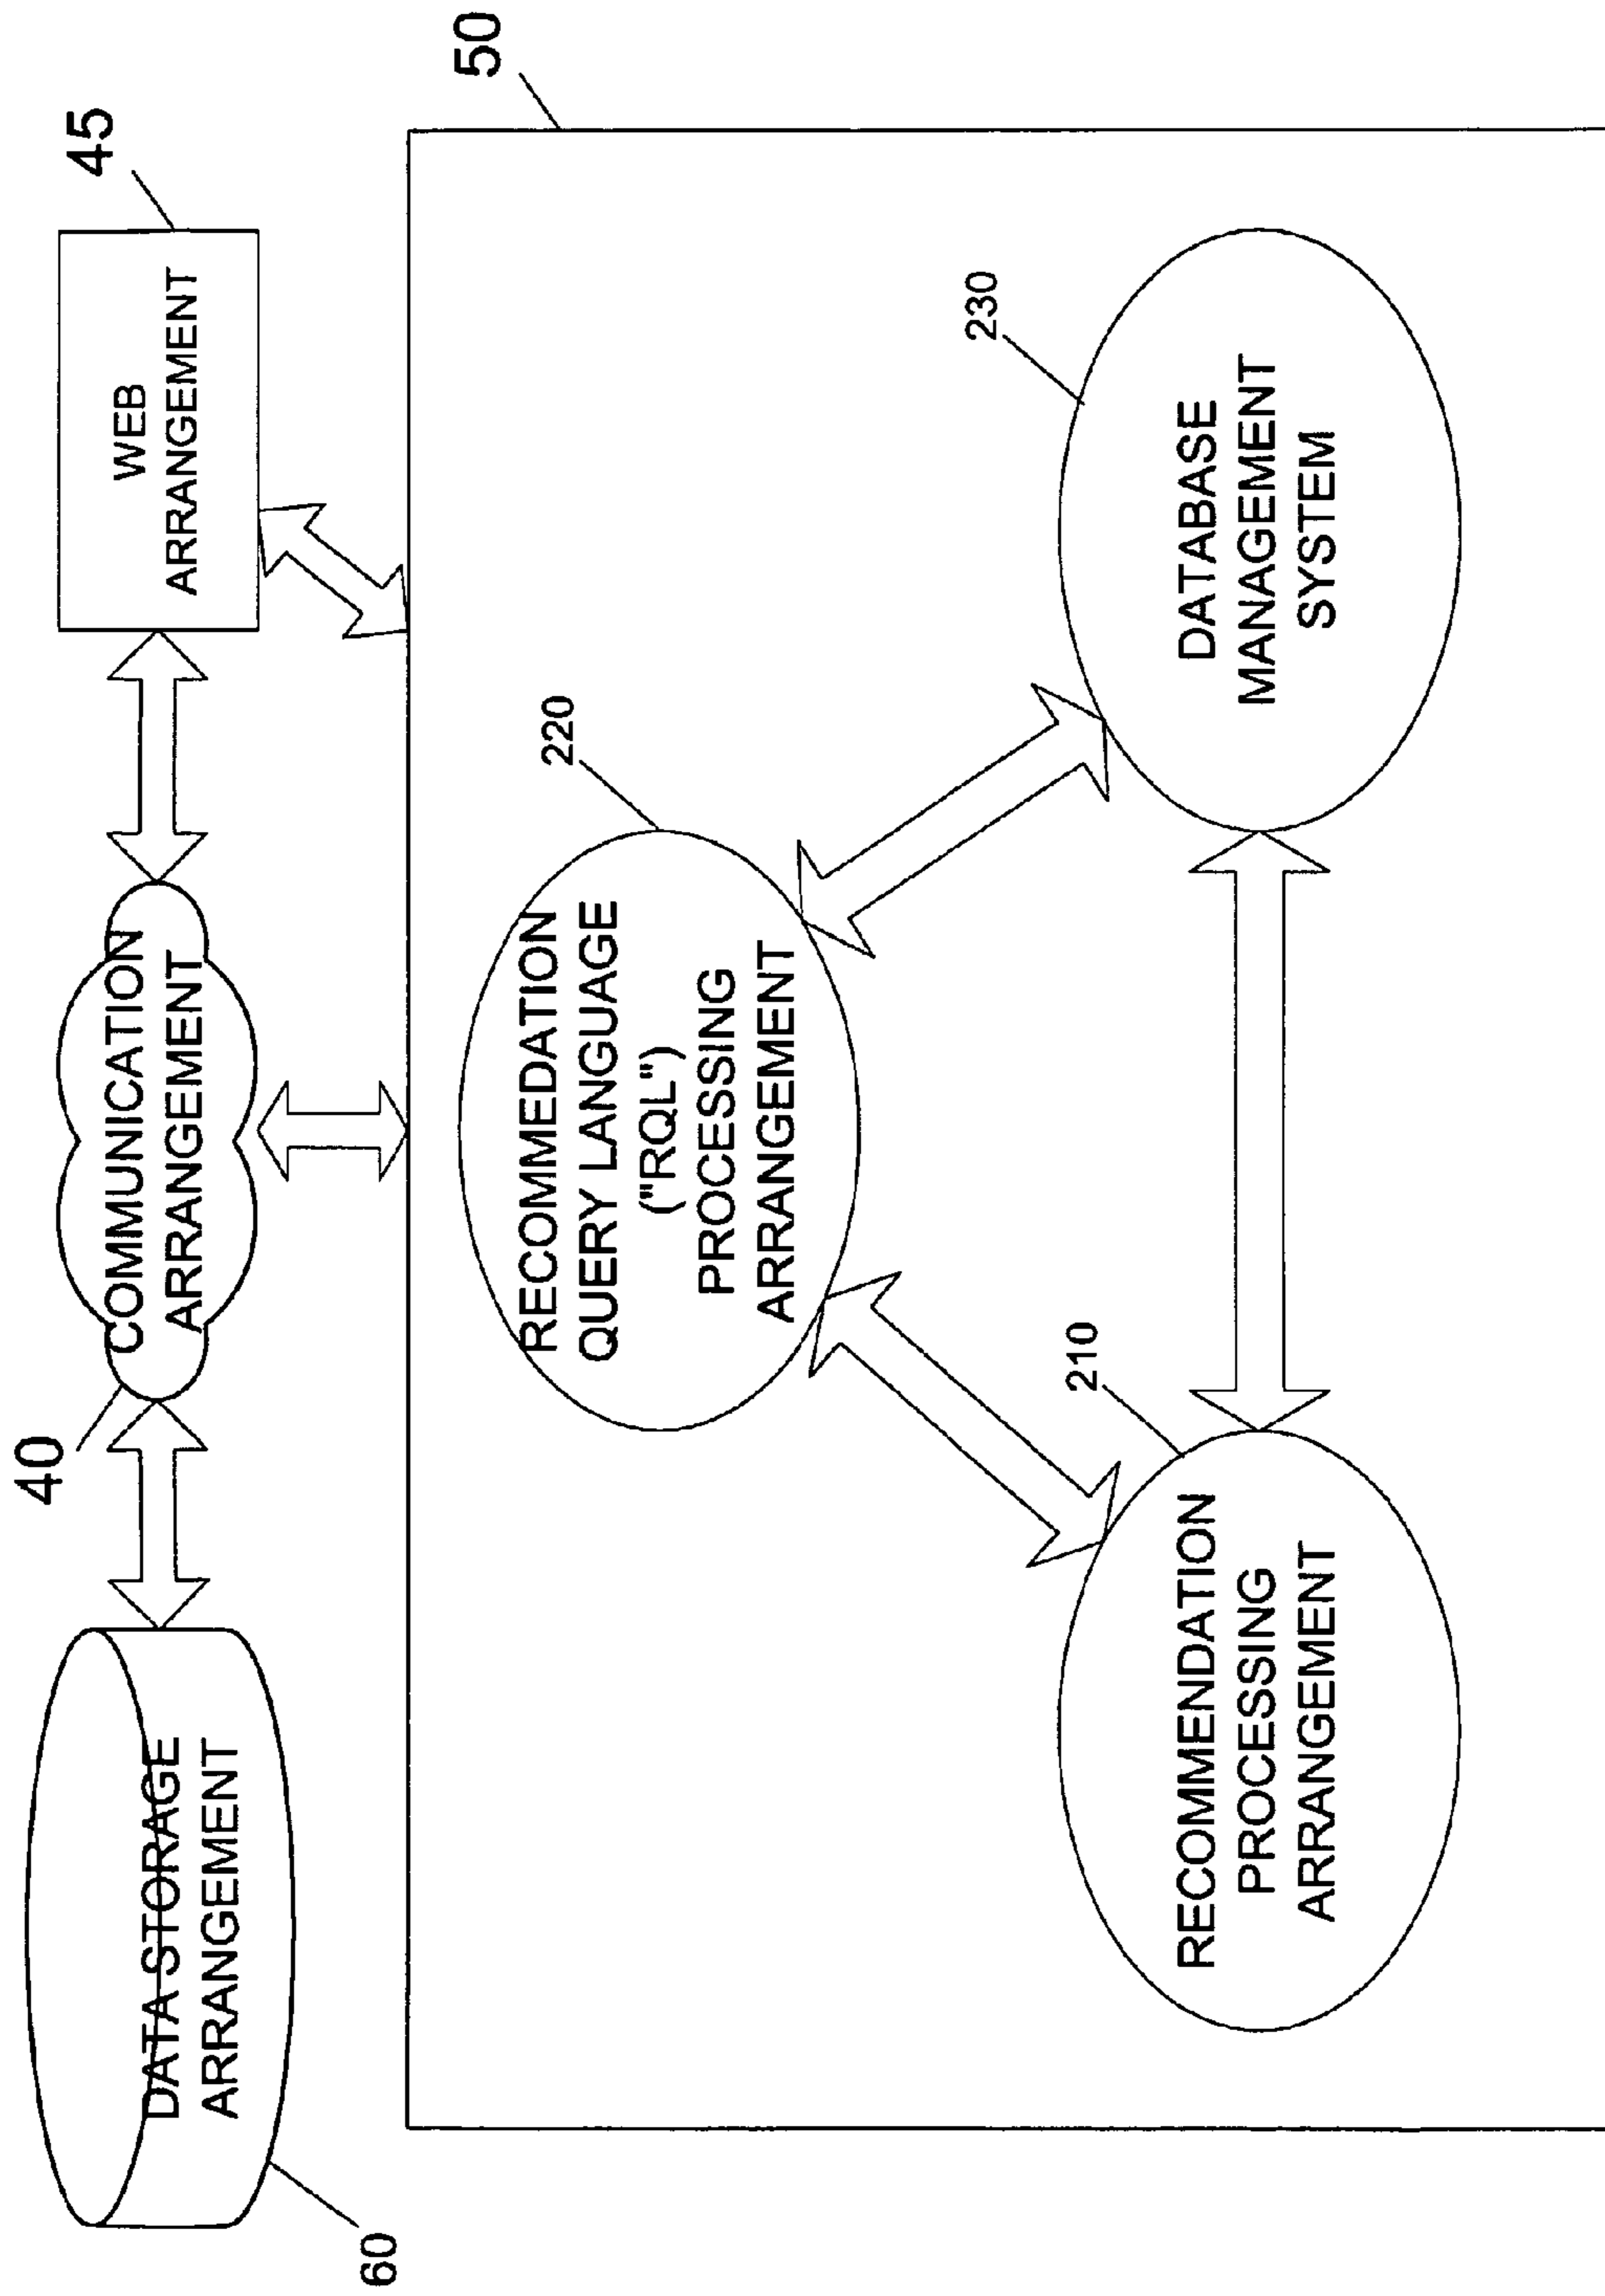 60
DATA STORAGE
ARRANGEMENT
40
COMMUNICATION
ARRANGEMENT
WEB
ARRANGEMENT
45
50
RECOMMEDATION
QUERY LANGUAGE
("RQL")
PROCESSING
ARRANGEMENT
220
210
RECOMMENDATION
PROCESSING
ARRANGEMENT
230
DATABASE
MANAGEMENT
SYSTEM